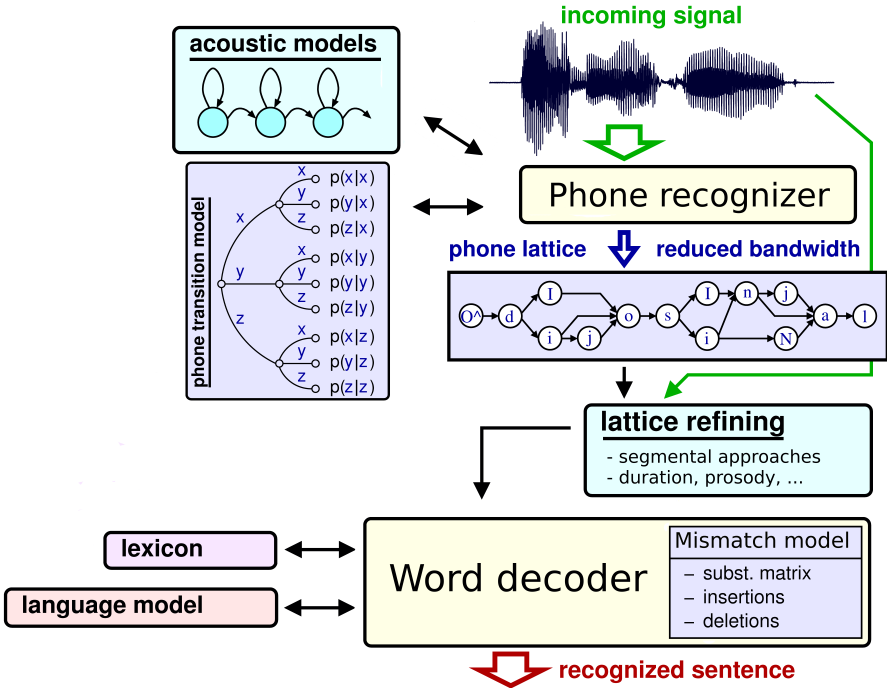 incoming signal
acoustic models
Phone recognizer
phone transition model
x
y
z
x
y
z
x
y
z
x
y
z
p(x|x)
p(y|x)
p(z|x)
p(x|y)
p(y|y)
p(z|y)
p(x|z)
p(y|z)
p(z|z)
phone lattice
reduced bandwidth
O^ d I i j o s I i n j N a l
lattice refining
- segmental approaches
- duration, prosody, ...
lexicon
language model
Word decoder
Mismatch model
– subst. matrix
– insertions
– deletions
recognized sentence